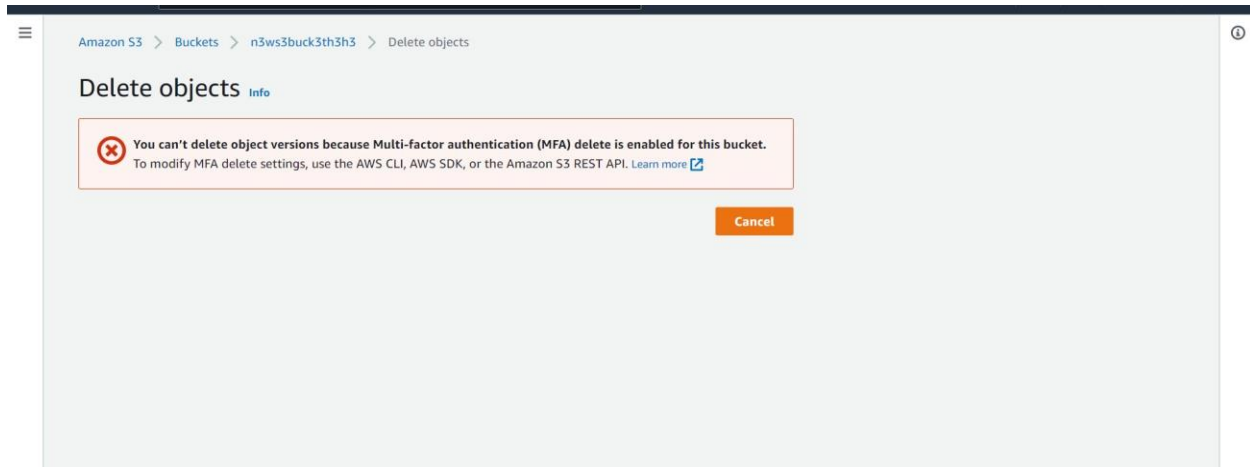 Amazon S3 > Buckets > n3ws3buck3th3h3 > Delete objects
Delete objects Info
You can't delete object versions because Multi-factor authentication (MFA) delete is enabled for this bucket.
To modify MFA delete settings, use the AWS CLI, AWS SDK, or the Amazon S3 REST API. Learn more
Cancel